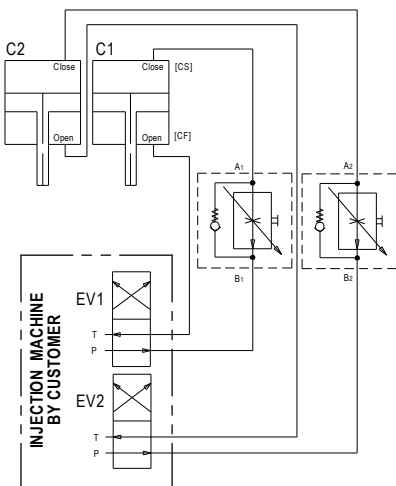 C2
C1
Close
Close
[CS]
Open
Open
[CF]
A1
A2
B1
B2
INJECTION MACHINE
BY CUSTOMER
EV1
T
P
EV2
T
P